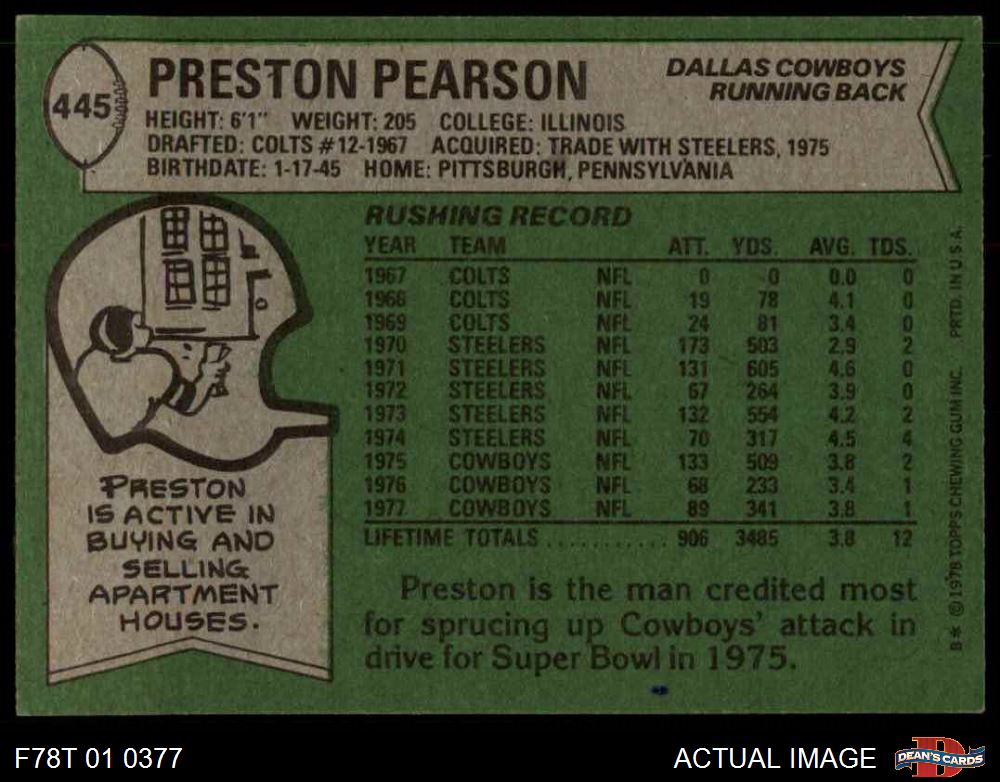 445
PRESTON PEARSON
DALLAS COWBOYS
RUNNING BACK
HEIGHT: 6'1" WEIGHT: 205 COLLEGE: ILLINOIS
DRAFTED: COLTS #12-1967 ACQUIRED: TRADE WITH STEELERS, 1975
BIRTHDATE: 1-17-45 HOME: PITTSBURGH, PENNSYLVANIA
RUSHING RECORD
YEAR TEAM ATT. YDS. AVG. TDS.
1967 COLTS NFL 0 0 0.0 0
1968 COLTS NFL 19 78 4.1 0
1969 COLTS NFL 24 81 3.4 0
1970 STEELERS NFL 173 503 2.9 2
1971 STEELERS NFL 131 605 4.6 0
1972 STEELERS NFL 67 264 3.9 0
1973 STEELERS NFL 132 554 4.2 2
1974 STEELERS NFL 70 317 4.5 4
1975 COWBOYS NFL 133 509 3.8 2
1976 COWBOYS NFL 68 233 3.4 1
1977 COWBOYS NFL 89 341 3.8 1
LIFETIME TOTALS ........... 906 3485 3.8 12
PRESTON
IS ACTIVE IN
BUYING AND
SELLING
APARTMENT
HOUSES.
Preston is the man credited most
for sprucing up Cowboys' attack in
drive for Super Bowl in 1975.
B* © 1978 TOPPS CHEWING GUM INC. PRTD. IN U.S.A.
F78T 01 0377
ACTUAL IMAGE
D
DEAN'S CARDS